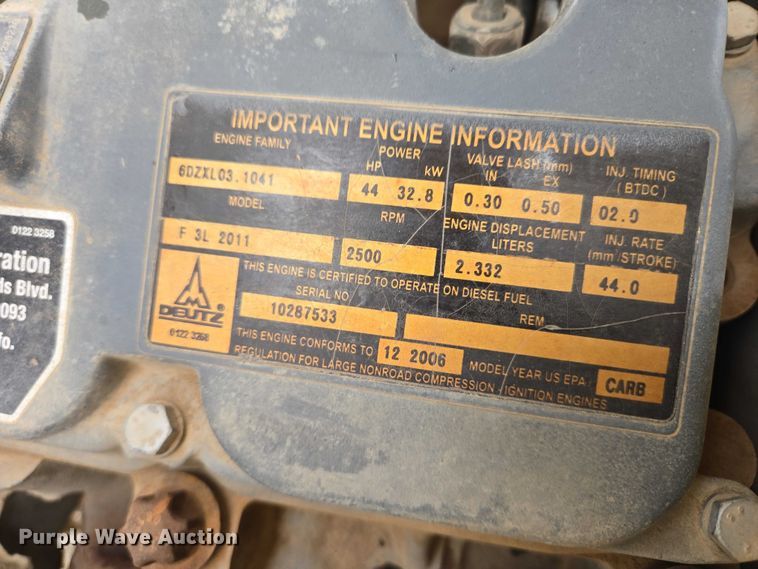 IMPORTANT ENGINE INFORMATION
ENGINE FAMILY
POWER
HP kW
VALVE LASH (mm)
IN EX
INJ. TIMING
(BTDC)
6DZXL03.1041
44 32.8
0.30 0.50
02.0
MODEL
RPM
ENGINE DISPLACEMENT
LITERS
INJ. RATE
(mm³/STROKE)
F 3L 2011
2500
2.332
44.0
THIS ENGINE IS CERTIFIED TO OPERATE ON DIESEL FUEL
SERIAL NO
REM
10287533
DEUTZ
0122 3258
THIS ENGINE CONFORMS TO 12 2006 MODEL YEAR US EPA / CARB
REGULATION FOR LARGE NONROAD COMPRESSION - IGNITION ENGINES
D122 3258
ration
ds Blvd.
0093
fo.
Purple Wave Auction